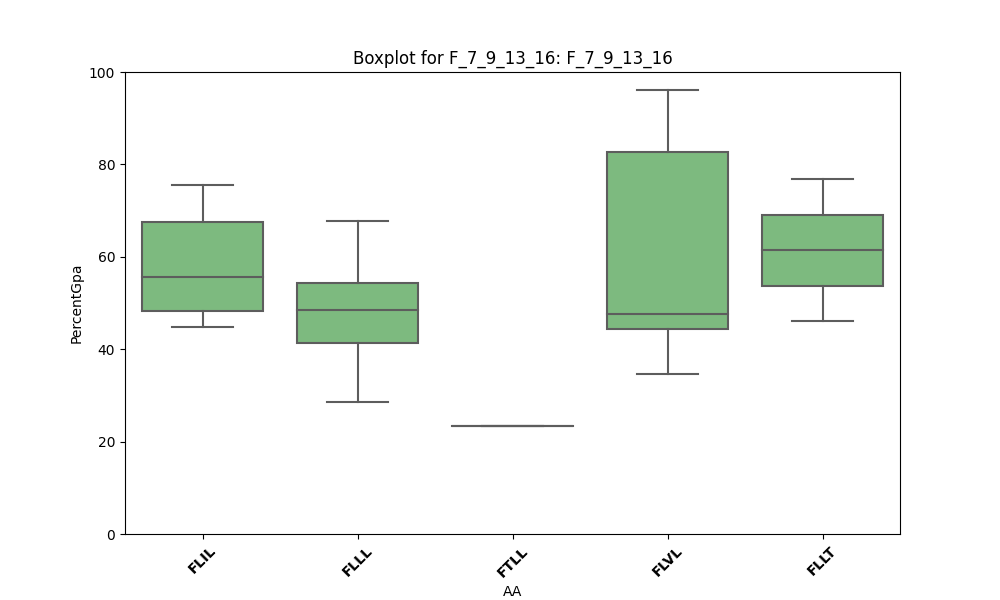 Boxplot for F_7_9_13_16: F_7_9_13_16
100
80
60
40
20
0
PercentGpa
FLIL
FLLL
FTLL
FLVL
FLLT
AA